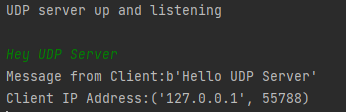 UDP server up and listening
Hey UDP Server
Message from Client:b'Hello UDP Server'
Client IP Address:('127.0.0.1', 55788)